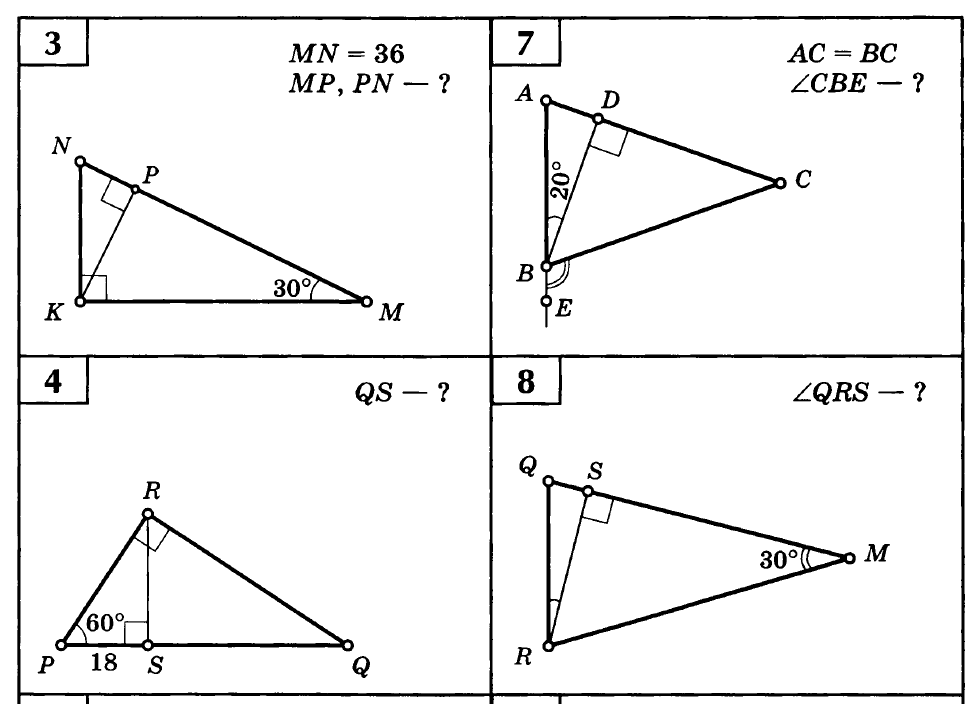 3
MN = 36
MP, PN — ?
N
P
30°
K
M
7
AC = BC
∠CBE — ?
A
D
20°
C
B
E
4
QS — ?
R
60°
P
18
S
Q
8
∠QRS — ?
Q
S
30°
M
R